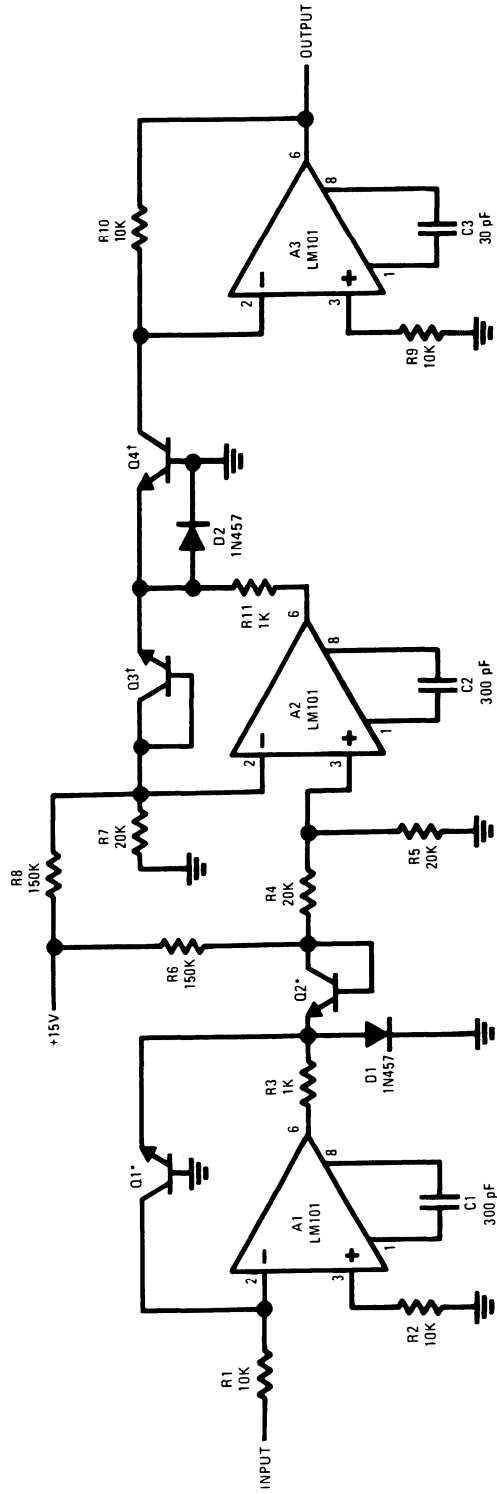 INPUT
R1
10K
R2
10K
2
3
A1
LM101
6
8
1
C1
300 pF
Q1*
R3
1K
D1
1N457
Q2*
+15V
R6
150K
R8
150K
R4
20K
R5
20K
R7
20K
2
3
A2
LM101
6
8
1
C2
300 pF
Q3†
R11
1K
D2
1N457
Q4†
R10
10K
2
3
A3
LM101
6
8
1
R9
10K
C3
30 pF
OUTPUT